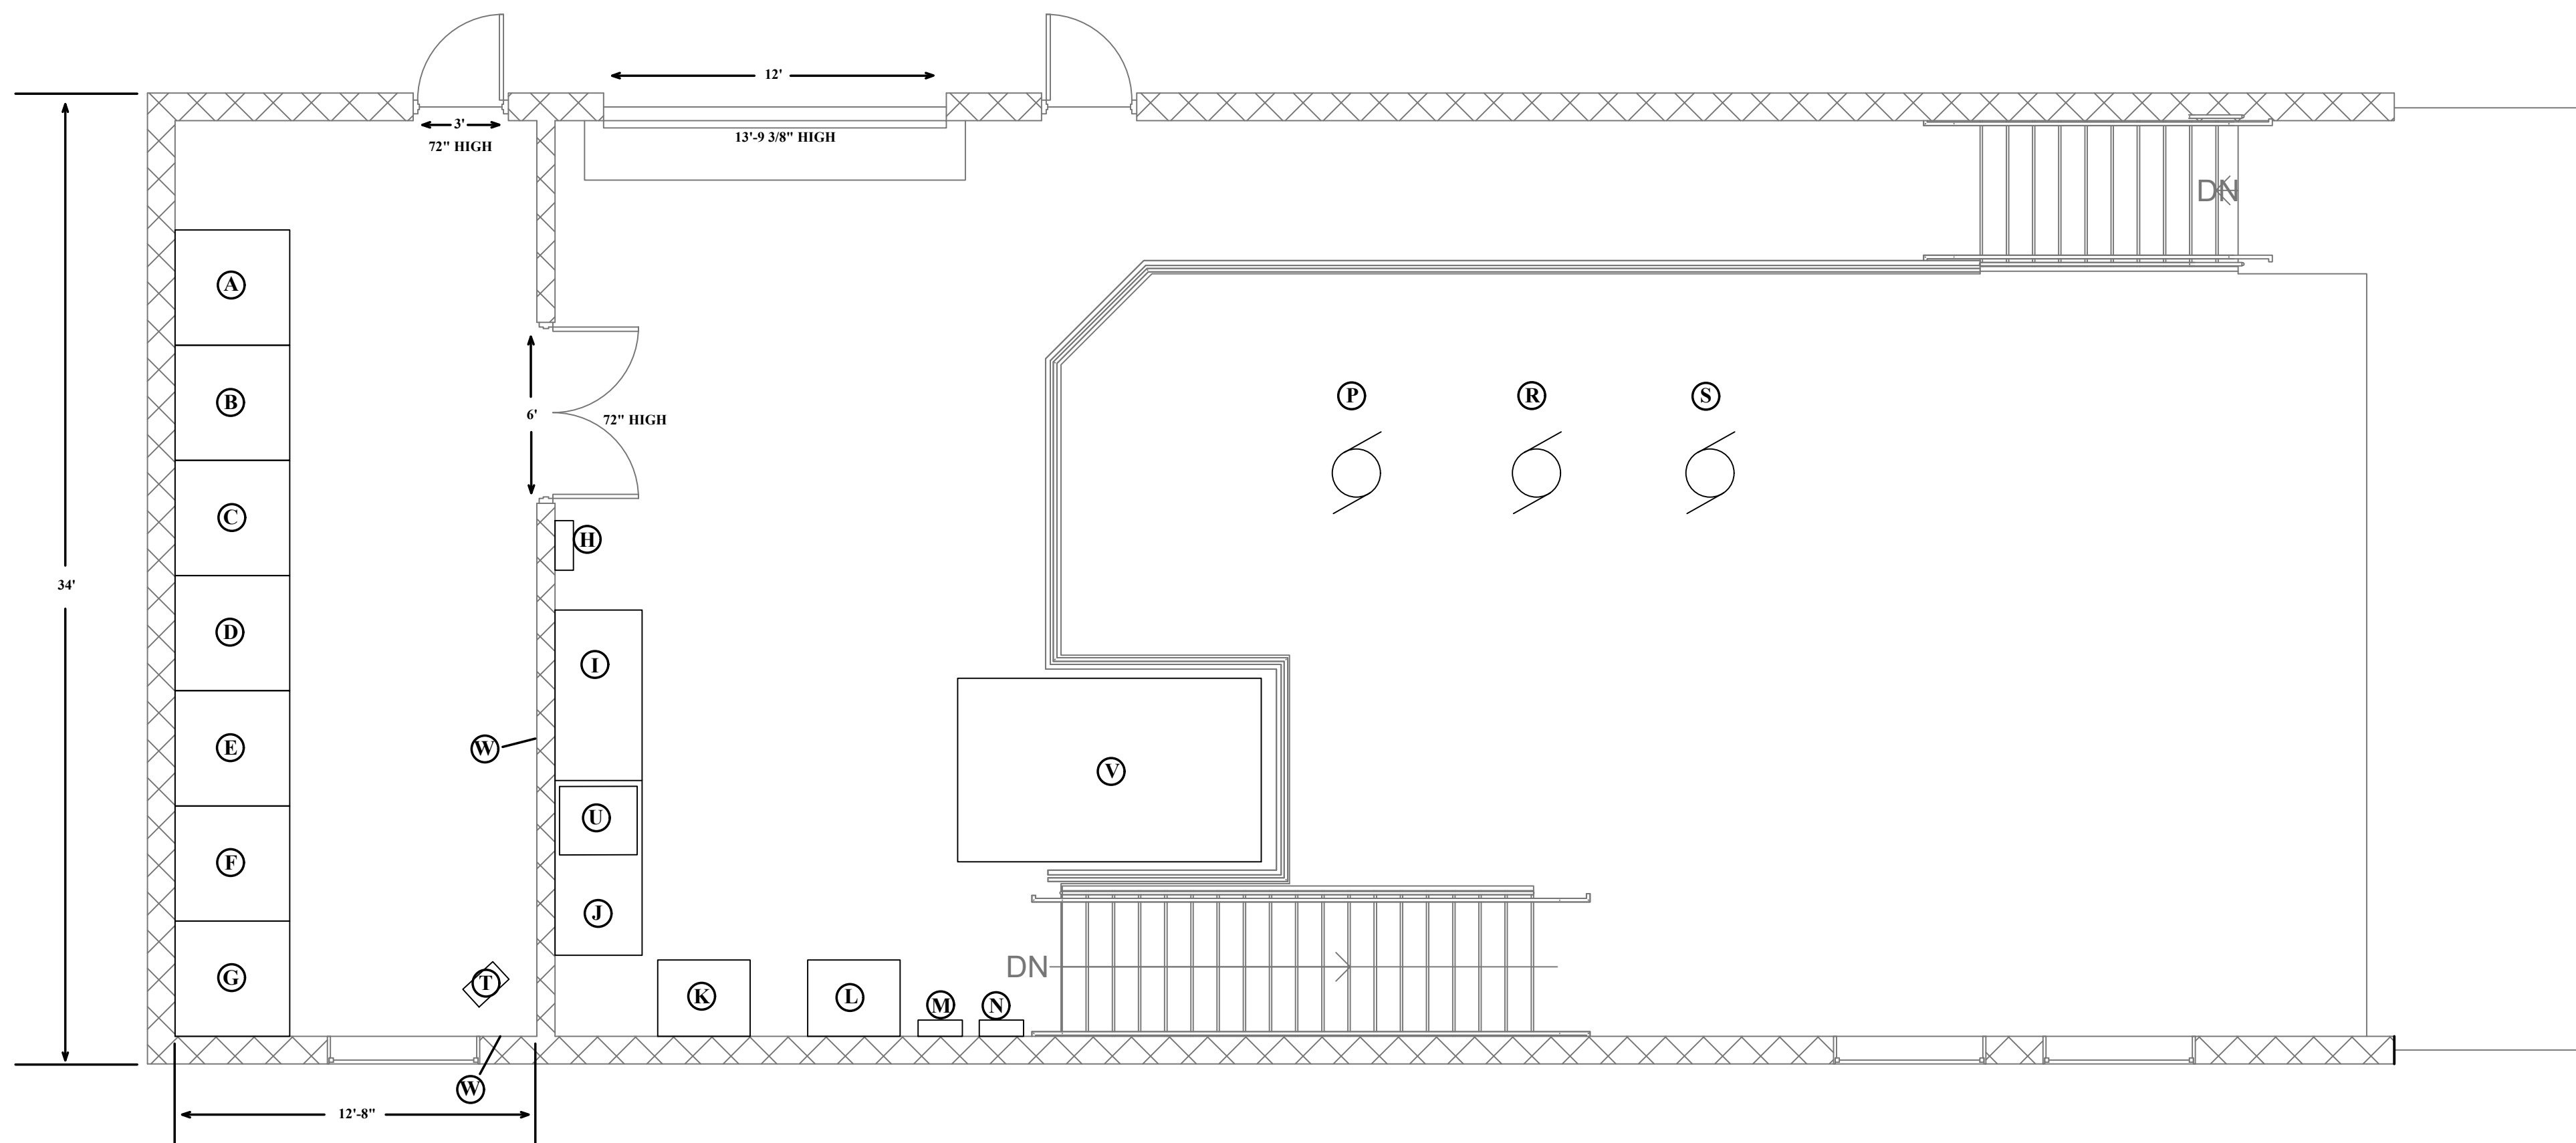 12'
3'
72" HIGH
13'-9 3/8" HIGH
DN
A
B
P
R
S
6'
72" HIGH
C
H
34'
D
I
E
W
V
U
F
J
G
T
K
L
M
N
DN
W
12'-8"